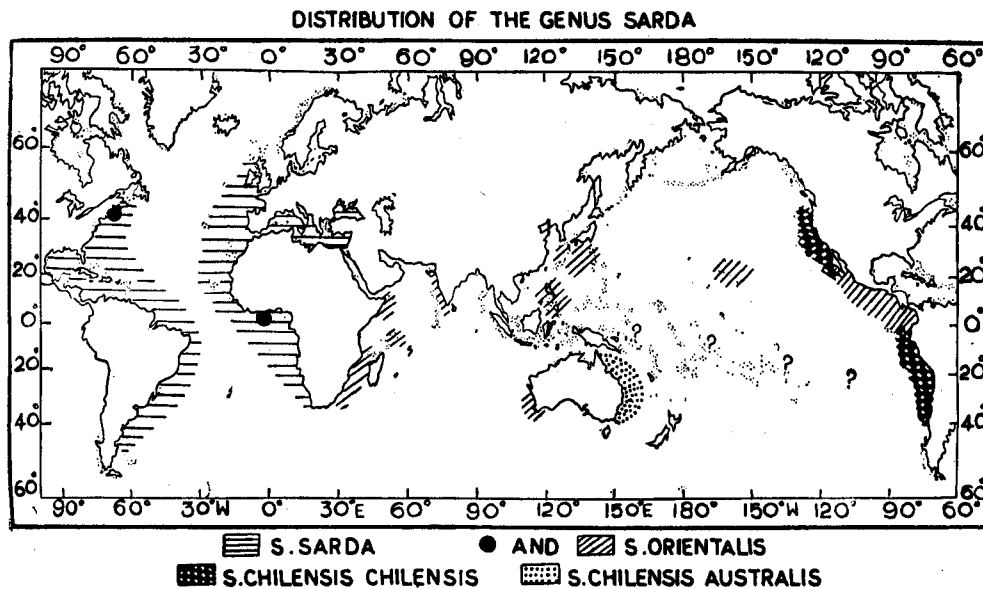 DISTRIBUTION OF THE GENUS SARDA
90° 60° 30° 0° 30° 60° 90° 120° 150° 180° 150° 120° 90° 60°
60° 60°
40° 40°
20° 20°
0° 0°
? ? ? ?
20° 20°
40° 40°
60° 60°
90° 60° 30°W 0° 30°E 60° 90° 120° 150° 180° 150°W 120° 90° 60°
S.SARDA ● AND S.ORIENTALIS
S.CHILENSIS CHILENSIS S.CHILENSIS AUSTRALIS